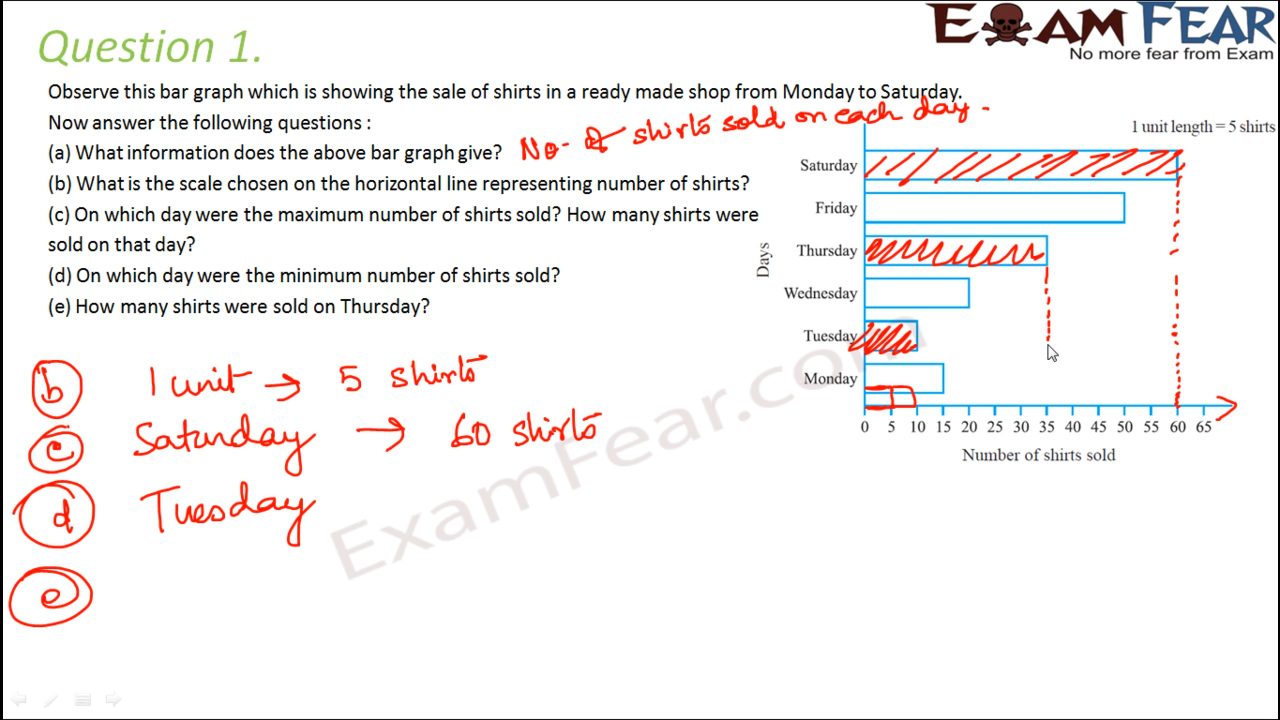 Question 1.
EXAM FEAR
No more fear from Exam
Observe this bar graph which is showing the sale of shirts in a ready made shop from Monday to Saturday.
Now answer the following questions :
(a) What information does the above bar graph give? No. of shirts sold on each day.
(b) What is the scale chosen on the horizontal line representing number of shirts?
(c) On which day were the maximum number of shirts sold? How many shirts were
sold on that day?
(d) On which day were the minimum number of shirts sold?
(e) How many shirts were sold on Thursday?
b 1 unit → 5 shirts
c Saturday → 60 shirts
d Tuesday
e
1 unit length = 5 shirts
Days
Saturday
Friday
Thursday
Wednesday
Tuesday
Monday
0 5 10 15 20 25 30 35 40 45 50 55 60 65
Number of shirts sold
ExamFear.com